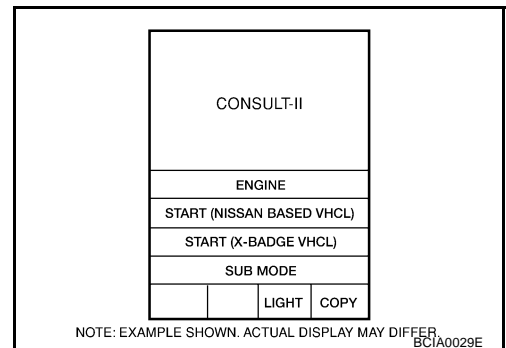 CONSULT-II
ENGINE
START (NISSAN BASED VHCL)
START (X-BADGE VHCL)
SUB MODE
LIGHT COPY
NOTE: EXAMPLE SHOWN. ACTUAL DISPLAY MAY DIFFER.
BCIA0029E